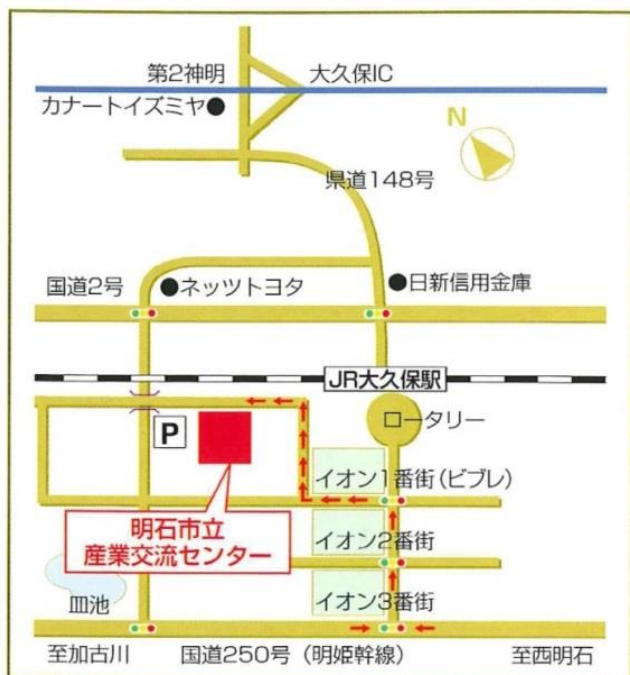 第2神明
大久保IC
カナートイズミヤ
N
県道148号
国道2号
ネッツトヨタ
日新信用金庫
JR大久保駅
P
ロータリー
イオン1番街(ビブレ)
明石市立
産業交流センター
イオン2番街
皿池
イオン3番街
至加古川
国道250号(明姫幹線)
至西明石